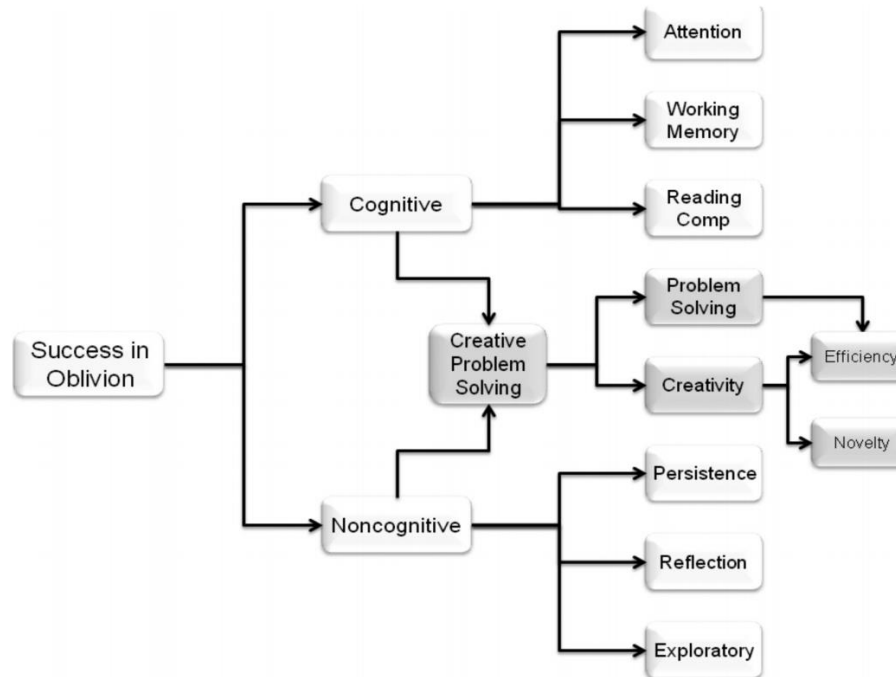 Attention
Working
Memory
Cognitive
Reading
Comp
Success in
Oblivion
Creative
Problem
Solving
Problem
Solving
Efficiency
Creativity
Novelty
Noncognitive
Persistence
Reflection
Exploratory